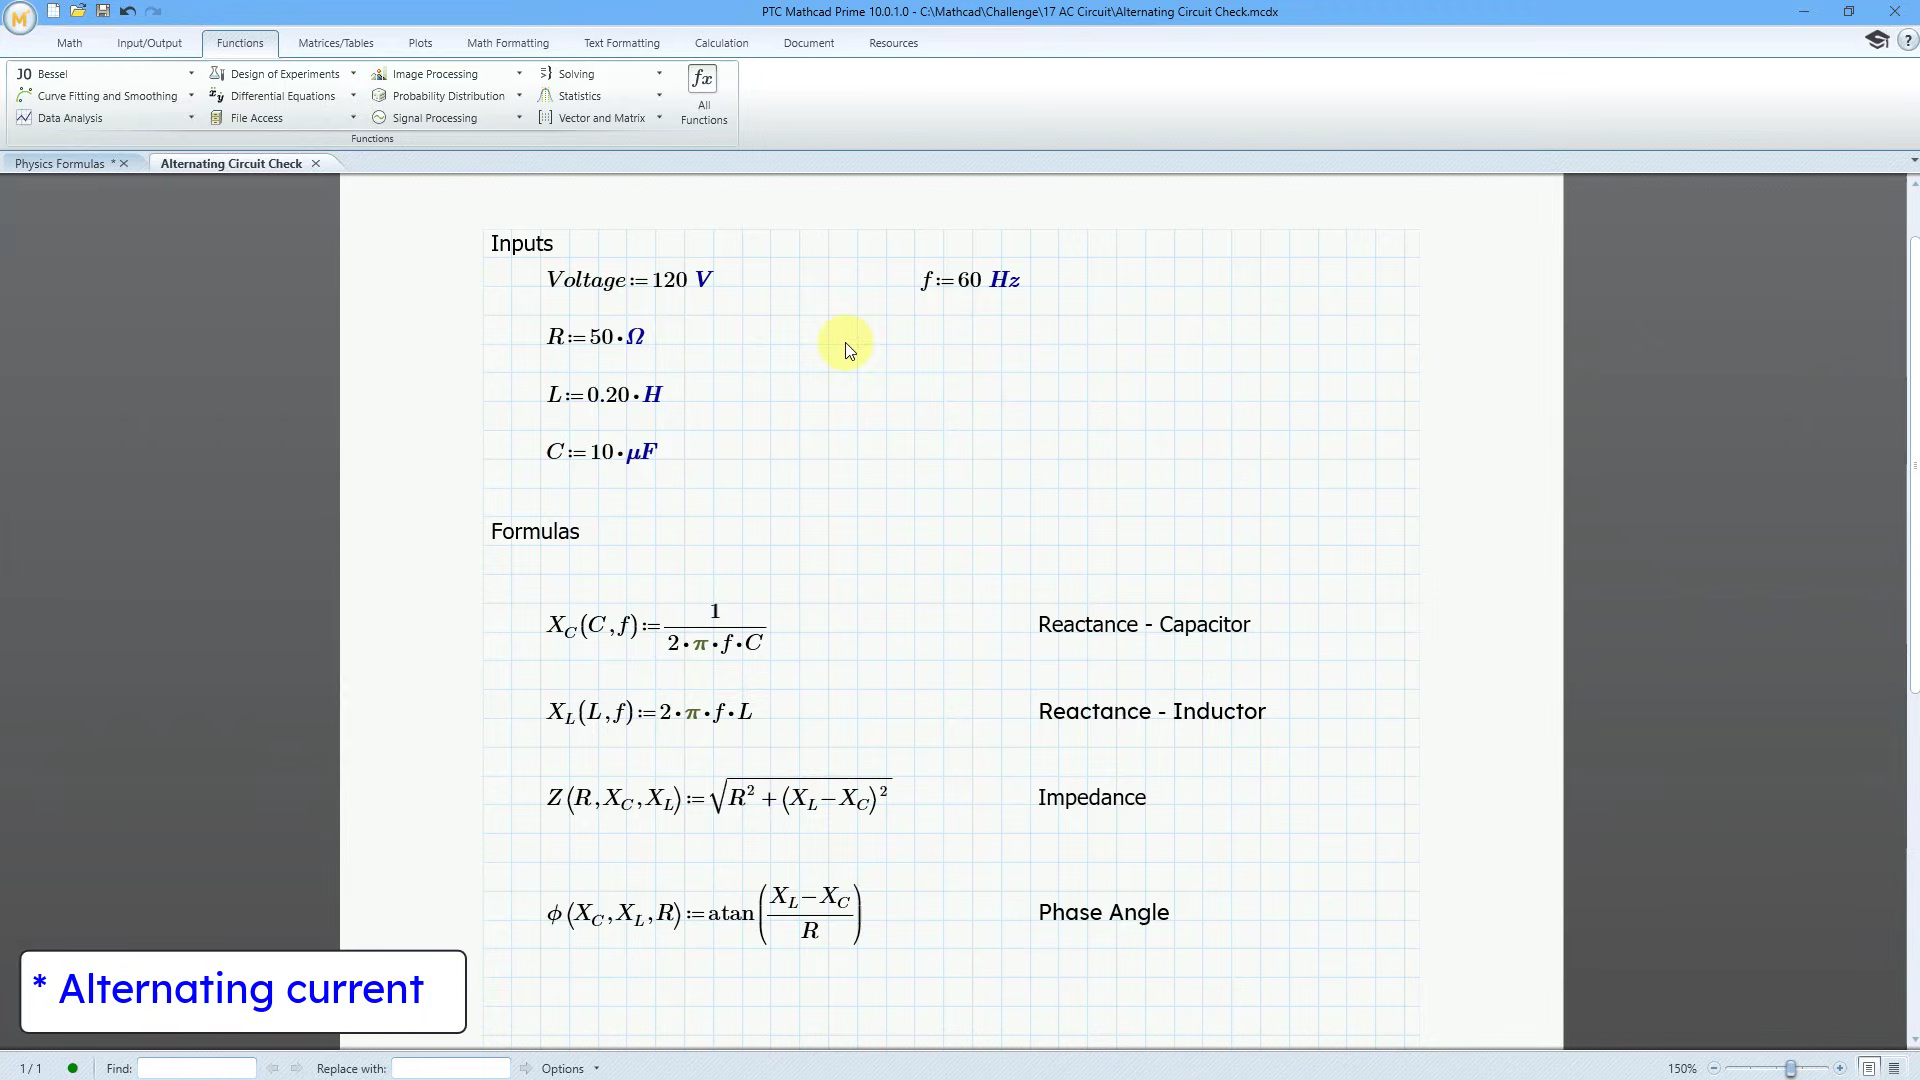 PTC Mathcad Prime 10.0.1.0 - C:\Mathcad\Challenge\17 AC Circuit\Alternating Circuit Check.mcdx
Math Input/Output Functions Matrices/Tables Plots Math Formatting Text Formatting Calculation Document Resources
Bessel Design of Experiments Image Processing Solving
Curve Fitting and Smoothing Differential Equations Probability Distribution Statistics
Data Analysis File Access Signal Processing Vector and Matrix
fx
All
Functions
Functions
Physics Formulas * Alternating Circuit Check
Inputs
Voltage:=120 V f:=60 Hz
R:=50·Ω
L:=0.20·H
C:=10·μF
Formulas
X_C(C,f):=1/(2·π·f·C) Reactance - Capacitor
X_L(L,f):=2·π·f·L Reactance - Inductor
Z(R,X_C,X_L):=√(R²+(X_L−X_C)²) Impedance
ϕ(X_C,X_L,R):=atan((X_L−X_C)/R) Phase Angle
* Alternating current
1 / 1 Find: Replace with: Options 150%